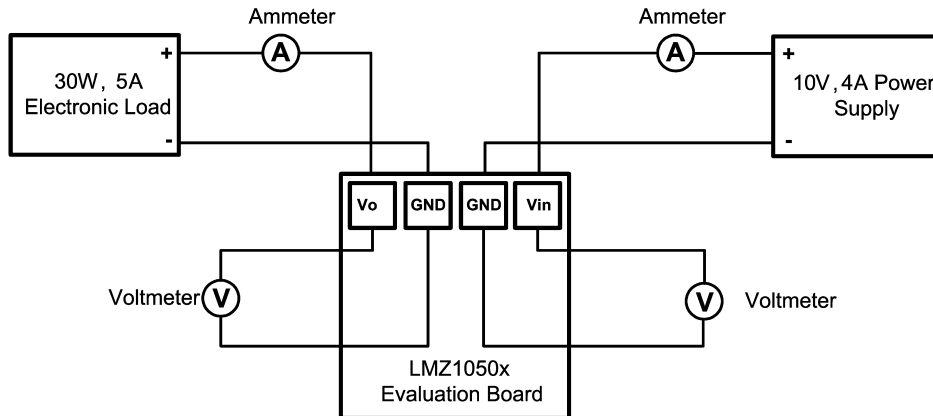 Ammeter
Ammeter
+
A
A
+
30W, 5A
Electronic Load
10V, 4A Power
Supply
-
-
Vo
GND
GND
Vin
Voltmeter
V
V
Voltmeter
LMZ1050x
Evaluation Board